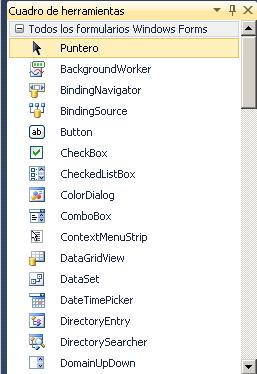 Cuadro de herramientas
Todos los formularios Windows Forms
Puntero
BackgroundWorker
BindingNavigator
BindingSource
Button
CheckBox
CheckedListBox
ColorDialog
ComboBox
ContextMenuStrip
DataGridView
DataSet
DateTimePicker
DirectoryEntry
DirectorySearcher
DomainUpDown